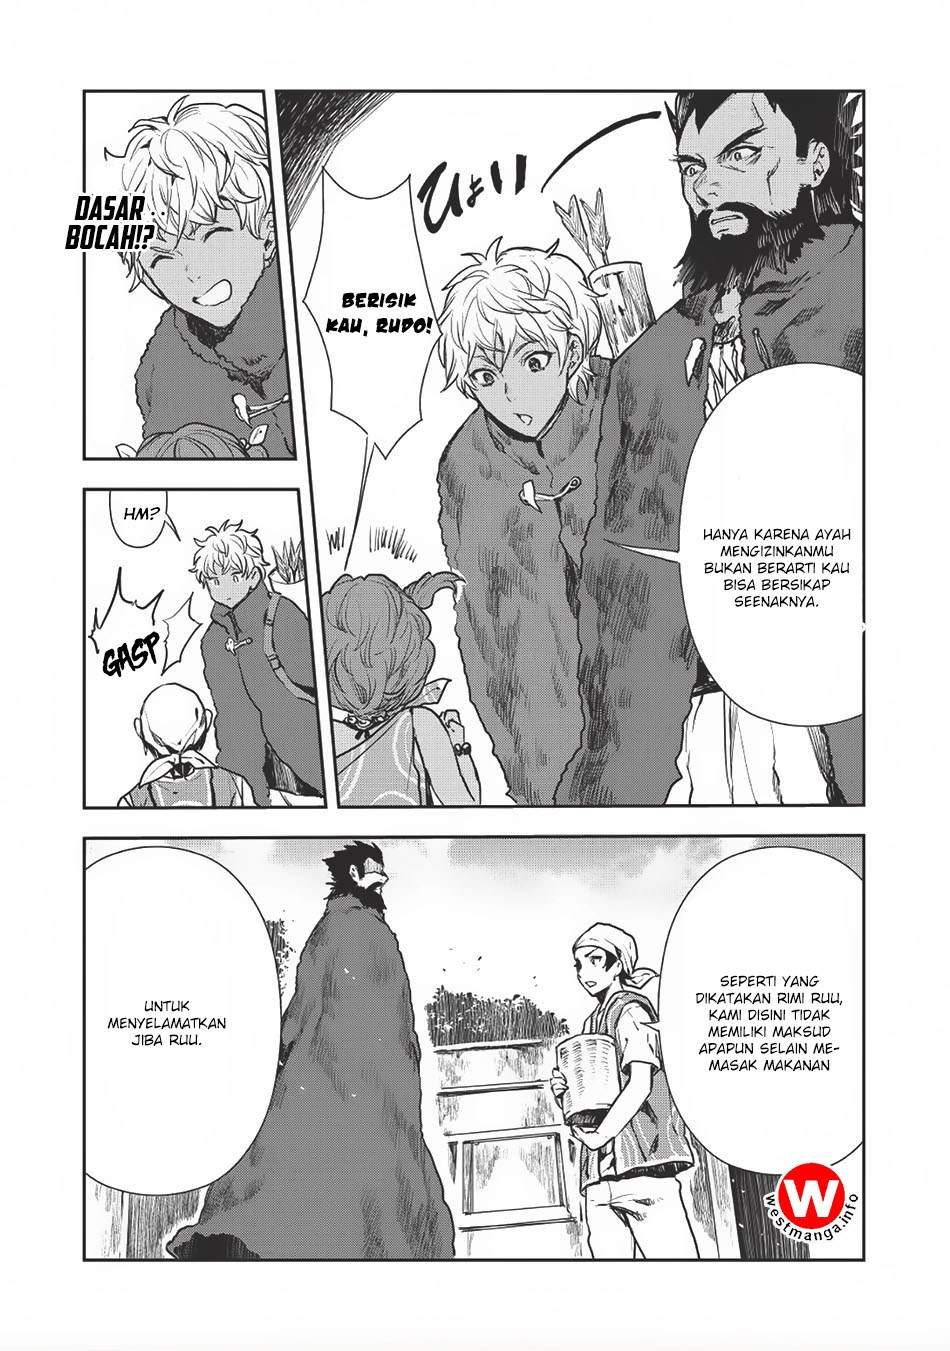 ひょいっ
BERISIK
KAU, RUDO!
HANYA KARENA AYAH
MENGIZINKANMU
BUKAN BERARTI KAU
BISA BERSIKAP
SEENAKNYA.
DASAR
BOCAH!?
HM?
GASP
SEPERTI YANG
DIKATAKAN RIMI RUU,
KAMI DISINI TIDAK
MEMILIKI MAKSUD
APAPUN SELAIN ME-
MASAK MAKANAN
UNTUK
MENYELAMATKAN
JIBA RUU.
W
westmanga.info